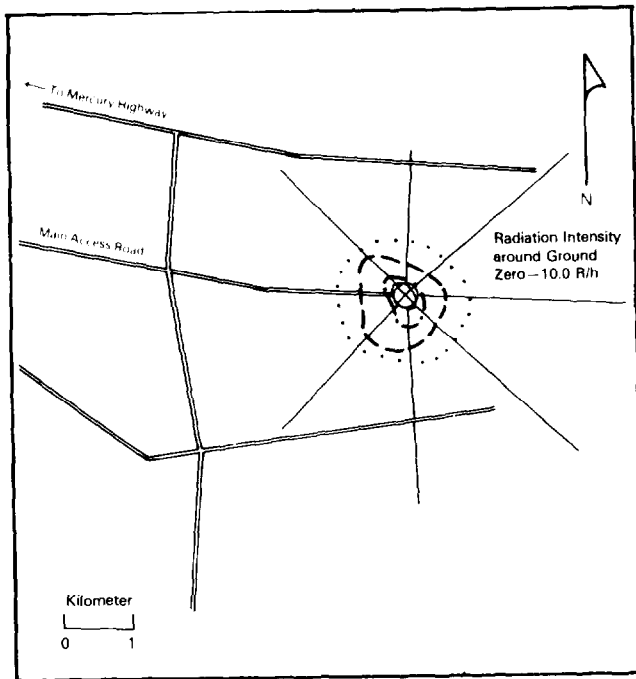 To Mercury Highway
N
Main Access Road
Radiation Intensity
around Ground
Zero—10.0 R/h
Kilometer
0 1